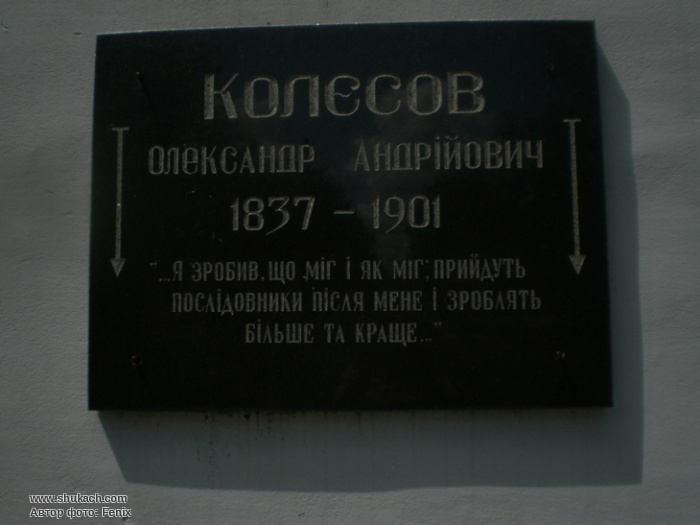 КОЛЄСОВ
ОЛЕКСАНДР АНДРІЙОВИЧ
1837 – 1901
"...Я ЗРОБИВ, ЩО МІГ І ЯК МІГ; ПРИЙДУТЬ
ПОСЛІДОВНИКИ ПІСЛЯ МЕНЕ І ЗРОБЛЯТЬ
БІЛЬШЕ ТА КРАЩЕ..."
www.shukach.com
Автор фото: Fenix